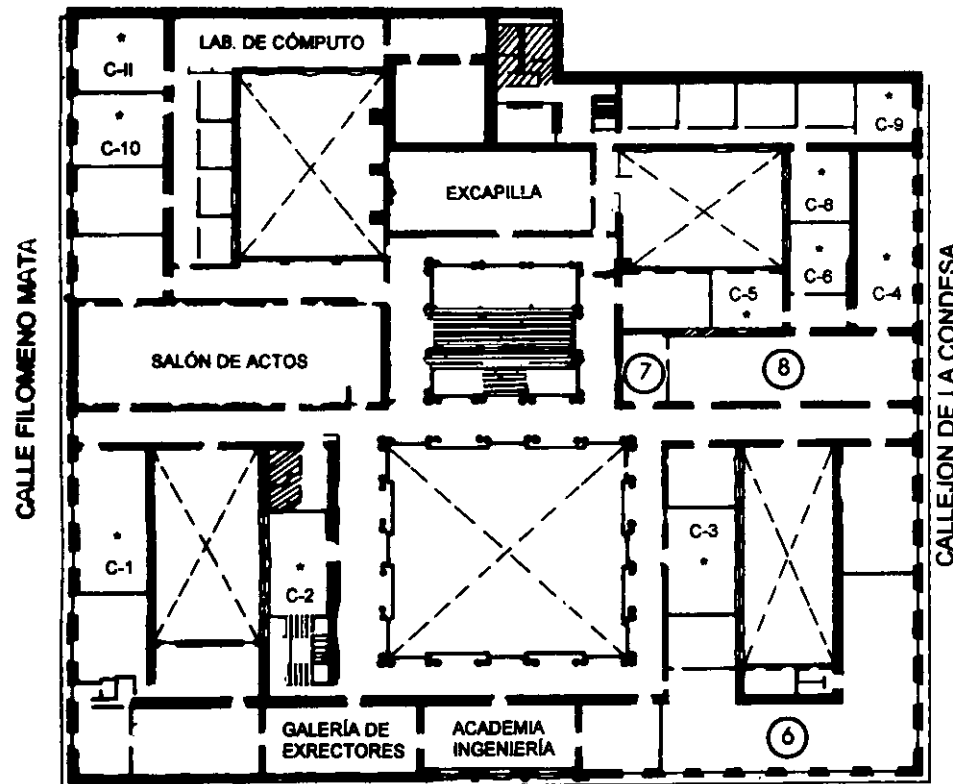 LAB. DE CÓMPUTO
*
C-II
*
C-10
*
C-9
EXCAPILLA
*
C-8
*
C-6
*
C-4
C-5
*
CALLE FILOMENO MATA
SALÓN DE ACTOS
7
8
CALLEJON DE LA CONDESA
*
C-1
*
C-2
C-3
*
GALERÍA DE
EXRECTORES
ACADEMIA
INGENIERÍA
6